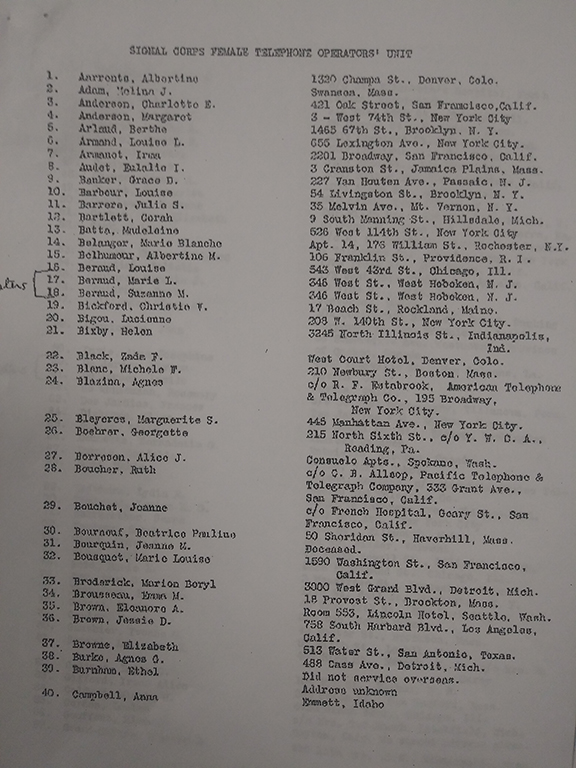 SIGNAL CORPS FEMALE TELEPHONE OPERATORS' UNIT
1. Aarronts, Albertine 1320 Champa St., Denver, Colo.
2. Adam, Melina J. Swanson, Mass.
3. Anderson, Charlotte E. 421 Oak Street, San Francisco, Calif.
4. Anderson, Margaret 3 - West 74th St., New York City
5. Arlaud, Berthe 1465 67th St., Brooklyn, N. Y.
6. Armand, Louise L. 655 Lexington Ave., New York City.
7. Armanet, Irma 2201 Broadway, San Francisco, Calif.
8. Audet, Eulalie I. 3 Cranston St., Jamaica Plains, Mass.
9. Banker, Grace D. 227 Van Houten Ave., Passaic, N. J.
10. Barbour, Louise 54 Livingston St., Brooklyn, N. Y.
11. Barrere, Julia S. 35 Melvin Ave., Mt. Vernon, N. Y.
12. Bartlett, Corah 9 South Manning St., Hillsdale, Mich.
13. Batta, Madeleine 526 West 114th St., New York City
14. Belanger, Marie Blanche Apt. 14, 176 William St., Rochester, N.Y.
15. Belhumour, Albertine M. 106 Franklin St., Providence, R. I.
16. Beraud, Louise 543 West 43rd St., Chicago, Ill.
17. Beraud, Marie L. 346 West St., West Hoboken, N. J.
18. Beraud, Suzanne M. 346 West St., West Hoboken, N. J.
19. Bickford, Christie V. 17 Beach St., Rockland, Maine.
20. Bigou, Lucienne 208 W. 140th St., New York City.
21. Bixby, Helen 3245 North Illinois St., Indianapolis,
Ind.
22. Black, Zada F. West Court Hotel, Denver, Colo.
23. Blanc, Michele W. 210 Newbury St., Boston, Mass.
24. Blazina, Agnes c/o R. F. Estabrook, American Telephone
& Telegraph Co., 195 Broadway,
New York City.
25. Bleyeres, Marguerite S. 448 Manhattan Ave., New York City.
26. Boehrer, Georgette 215 North Sixth St., c/o Y. W. C. A.,
Reading, Pa.
27. Borresen, Alice J. Consuelo Apts., Spokane, Wash.
28. Boucher, Ruth c/o C. B. Allsop, Pacific Telephone &
Telegraph Company, 333 Grant Ave.,
San Francisco, Calif.
29. Bouchet, Jeanne c/o French Hospital, Geary St., San
Francisco, Calif.
30. Bournouf, Beatrice Pauline 50 Sheridan St., Haverhill, Mass.
31. Bourquin, Jeanne M. Deceased.
32. Bousquet, Marie Louise 1590 Washington St., San Francisco,
Calif.
33. Broderick, Marion Beryl 3000 West Grand Blvd., Detroit, Mich.
34. Brousseau, Emma M. 18 Provost St., Brockton, Mass.
35. Brown, Eleanore A. Room 553, Lincoln Hotel, Seattle, Wash.
36. Brown, Jessie D. 758 South Harbard Blvd., Los Angeles,
Calif.
37. Browne, Elizabeth 513 Water St., San Antonio, Texas.
38. Burke, Agnes G. 488 Cass Ave., Detroit, Mich.
39. Burnham, Ethel Did not service overseas.
Address unknown
40. Campbell, Anna Emmett, Idaho